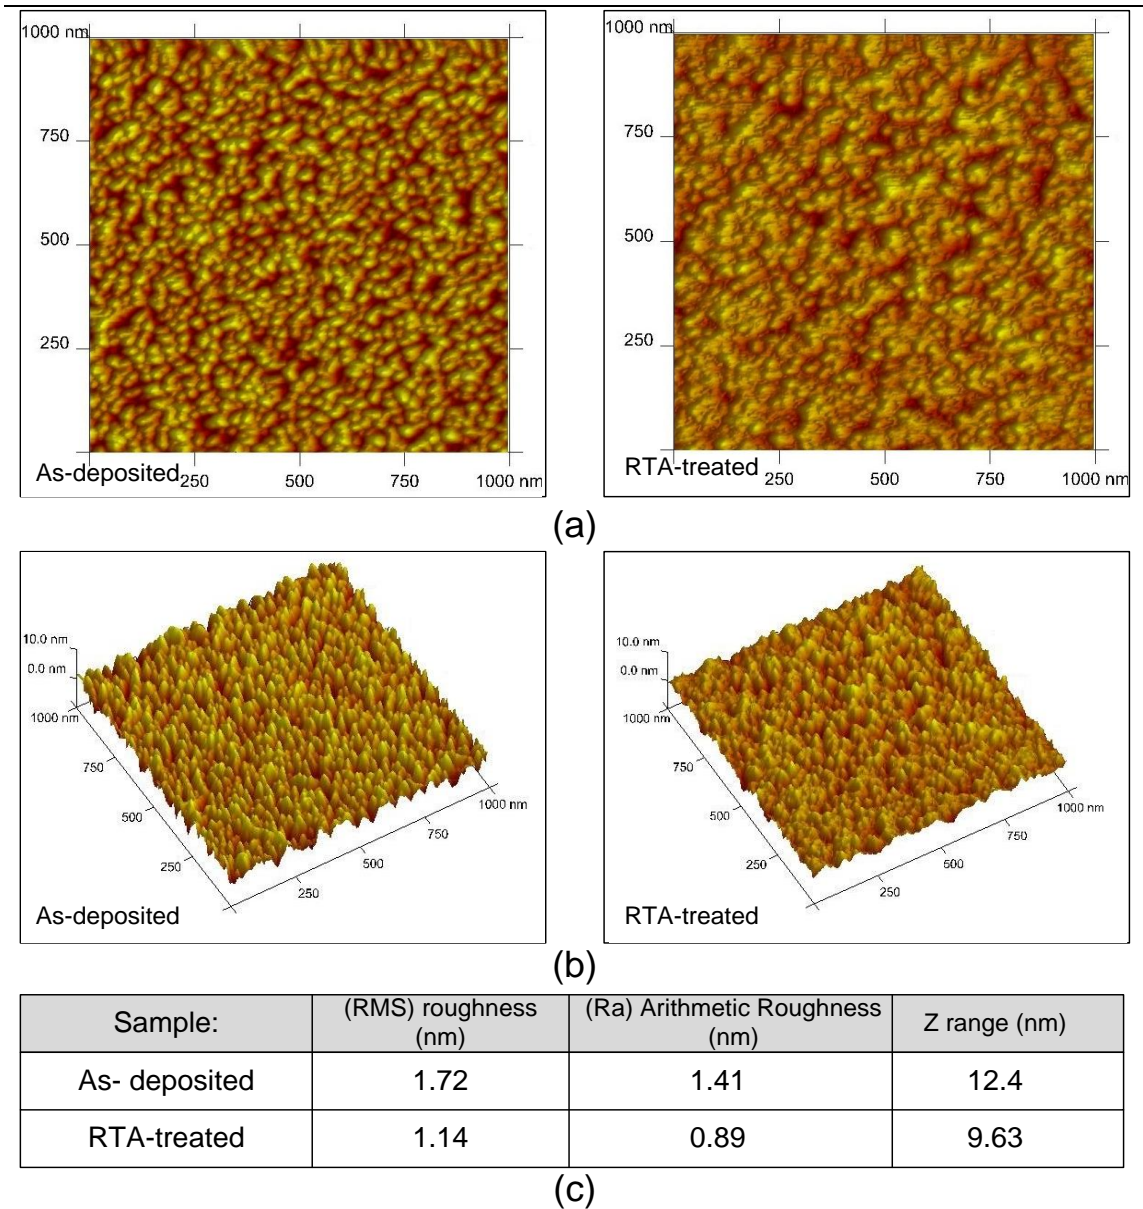 1000 nm
750
500
250
As-deposited
250 500 750 1000 nm
1000 nm
750
500
250
RTA-treated
250 500 750 1000 nm
(a)
10.0 nm
0.0 nm
1000 nm
750
500
250
1000 nm
750
500
250
As-deposited
10.0 nm
0.0 nm
1000 nm
750
500
250
1000 nm
750
500
250
RTA-treated
(b)
Sample: (RMS) roughness (nm) (Ra) Arithmetic Roughness (nm) Z range (nm)
As- deposited 1.72 1.41 12.4
RTA-treated 1.14 0.89 9.63
(c)